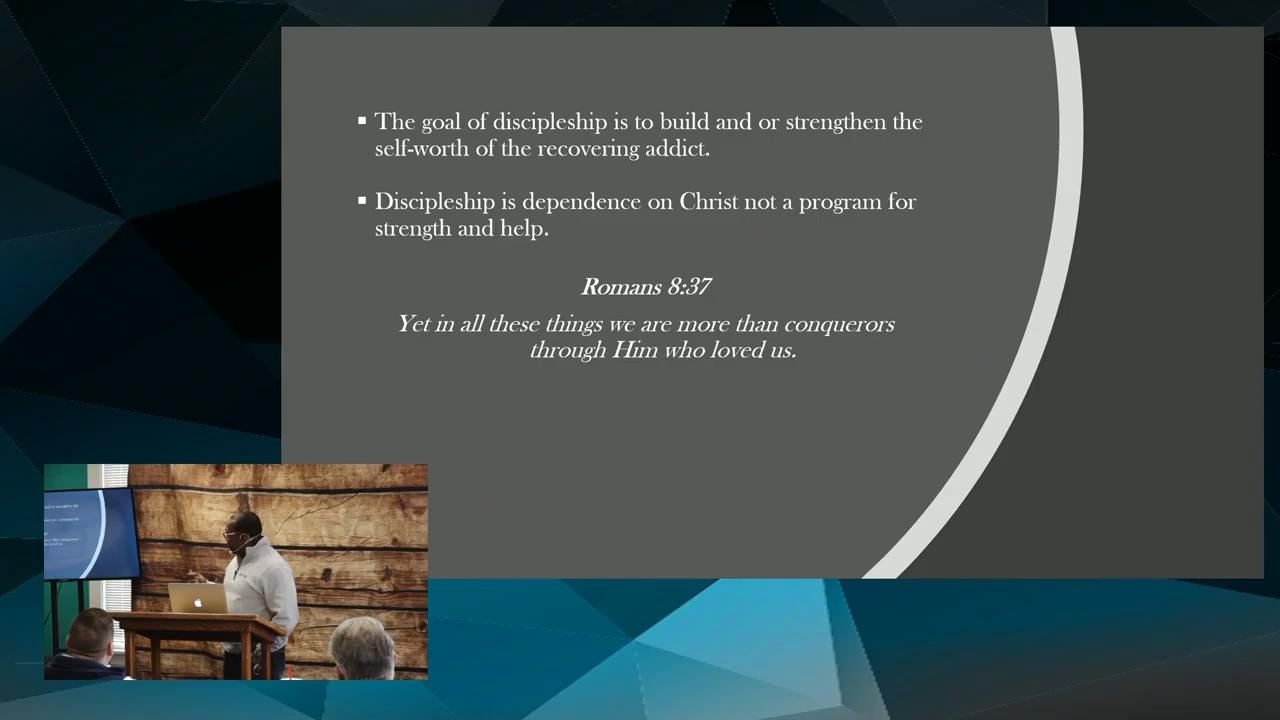 ▪ The goal of discipleship is to build and or strengthen the
self-worth of the recovering addict.
▪ Discipleship is dependence on Christ not a program for
strength and help.
Romans 8:37
Yet in all these things we are more than conquerors
through Him who loved us.